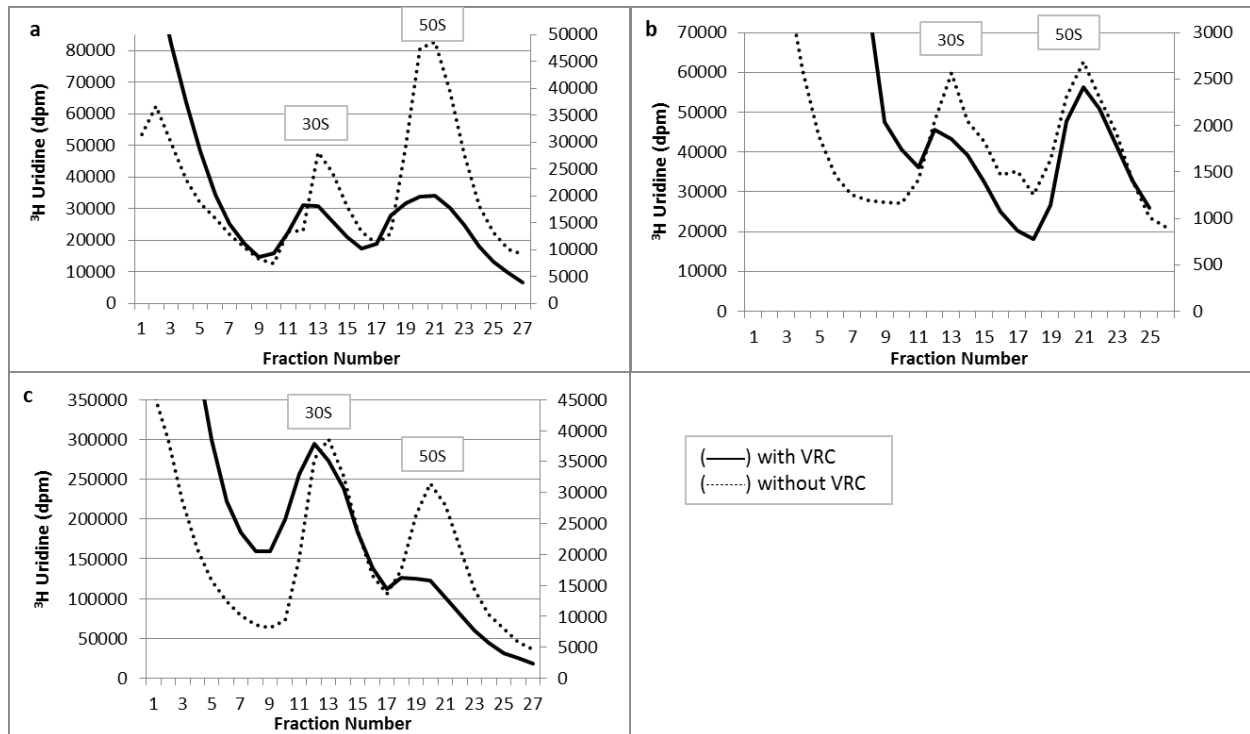 a
50S
30S
³H Uridine (dpm)
80000
70000
60000
50000
40000
30000
20000
10000
0
50000
45000
40000
35000
30000
25000
20000
15000
10000
5000
0
1 3 5 7 9 11 13 15 17 19 21 23 25 27
Fraction Number
b
30S
50S
³H Uridine (dpm)
70000
60000
50000
40000
30000
20000
10000
0
3000
2500
2000
1500
1000
500
0
1 3 5 7 9 11 13 15 17 19 21 23 25
Fraction Number
c
30S
50S
³H Uridine (dpm)
350000
300000
250000
200000
150000
100000
50000
0
45000
40000
35000
30000
25000
20000
15000
10000
5000
0
1 3 5 7 9 11 13 15 17 19 21 23 25 27
Fraction Number
(—) with VRC
(.......) without VRC